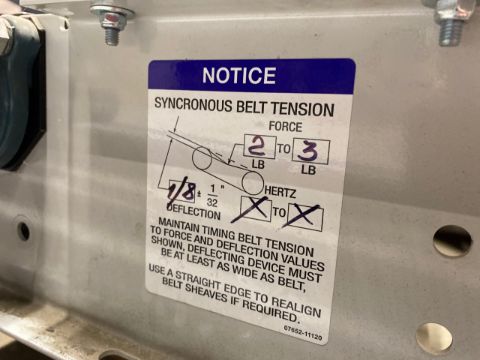 NOTICE
SYNCRONOUS BELT TENSION
FORCE
2 TO 3
LB LB
HERTZ
1/8 ± 1/32 "
DEFLECTION
X TO X
MAINTAIN TIMING BELT TENSION
TO FORCE AND DEFLECTION VALUES
SHOWN, DEFLECTING DEVICE MUST
BE AT LEAST AS WIDE AS BELT,
USE A STRAIGHT EDGE TO REALIGN
BELT SHEAVES IF REQUIRED.
07652-11120